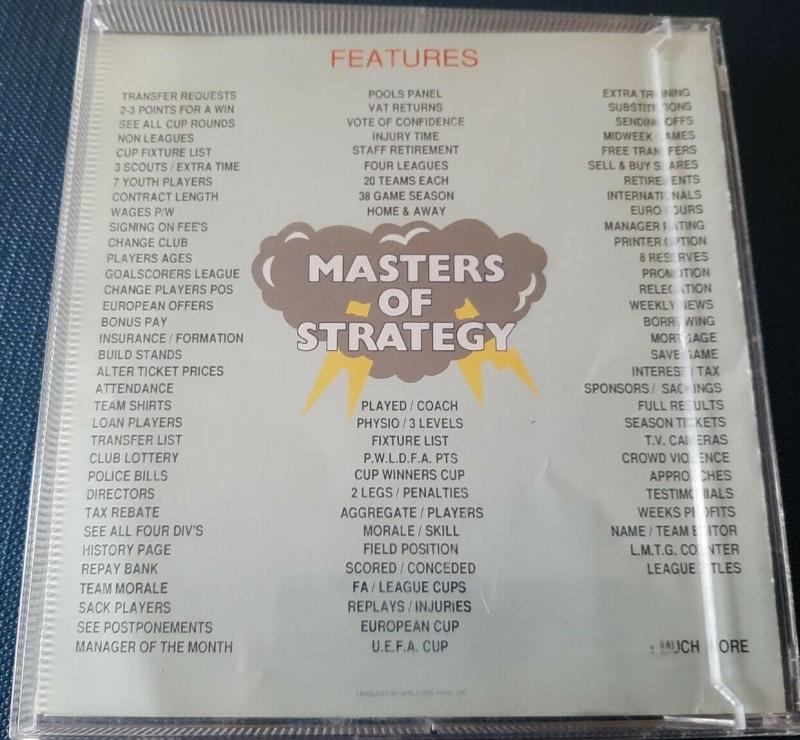 FEATURES
TRANSFER REQUESTS
2-3 POINTS FOR A WIN
SEE ALL CUP ROUNDS
NON LEAGUES
CUP FIXTURE LIST
3 SCOUTS / EXTRA TIME
7 YOUTH PLAYERS
CONTRACT LENGTH
WAGES P/W
SIGNING ON FEE'S
CHANGE CLUB
PLAYERS AGES
GOALSCORERS LEAGUE
CHANGE PLAYERS POS
EUROPEAN OFFERS
BONUS PAY
INSURANCE / FORMATION
BUILD STANDS
ALTER TICKET PRICES
ATTENDANCE
TEAM SHIRTS
LOAN PLAYERS
TRANSFER LIST
CLUB LOTTERY
POLICE BILLS
DIRECTORS
TAX REBATE
SEE ALL FOUR DIV'S
HISTORY PAGE
REPAY BANK
TEAM MORALE
SACK PLAYERS
SEE POSTPONEMENTS
MANAGER OF THE MONTH
POOLS PANEL
VAT RETURNS
VOTE OF CONFIDENCE
INJURY TIME
STAFF RETIREMENT
FOUR LEAGUES
20 TEAMS EACH
38 GAME SEASON
HOME & AWAY
MASTERS
OF
STRATEGY
PLAYED / COACH
PHYSIO / 3 LEVELS
FIXTURE LIST
P.W.L.D.F.A. PTS
CUP WINNERS CUP
2 LEGS / PENALTIES
AGGREGATE / PLAYERS
MORALE / SKILL
FIELD POSITION
SCORED / CONCEDED
FA / LEAGUE CUPS
REPLAYS / INJURIES
EUROPEAN CUP
U.E.F.A. CUP
EXTRA TRAINING
SUBSTITUTIONS
SENDING OFFS
MIDWEEK GAMES
FREE TRANSFERS
SELL & BUY SHARES
RETIREMENTS
INTERNATIONALS
EURO TOURS
MANAGER RATING
PRINTER OPTION
8 RESERVES
PROMOTION
RELEGATION
WEEKLY NEWS
BORROWING
MORTGAGE
SAVE GAME
INTEREST / TAX
SPONSORS / SACKINGS
FULL RESULTS
SEASON TICKETS
T.V. CAMERAS
CROWD VIOLENCE
APPROACHES
TESTIMONIALS
WEEKS PROFITS
NAME / TEAM EDITOR
L.M.T.G. COUNTER
LEAGUE TITLES
MUCH MORE
PRODUCED BY